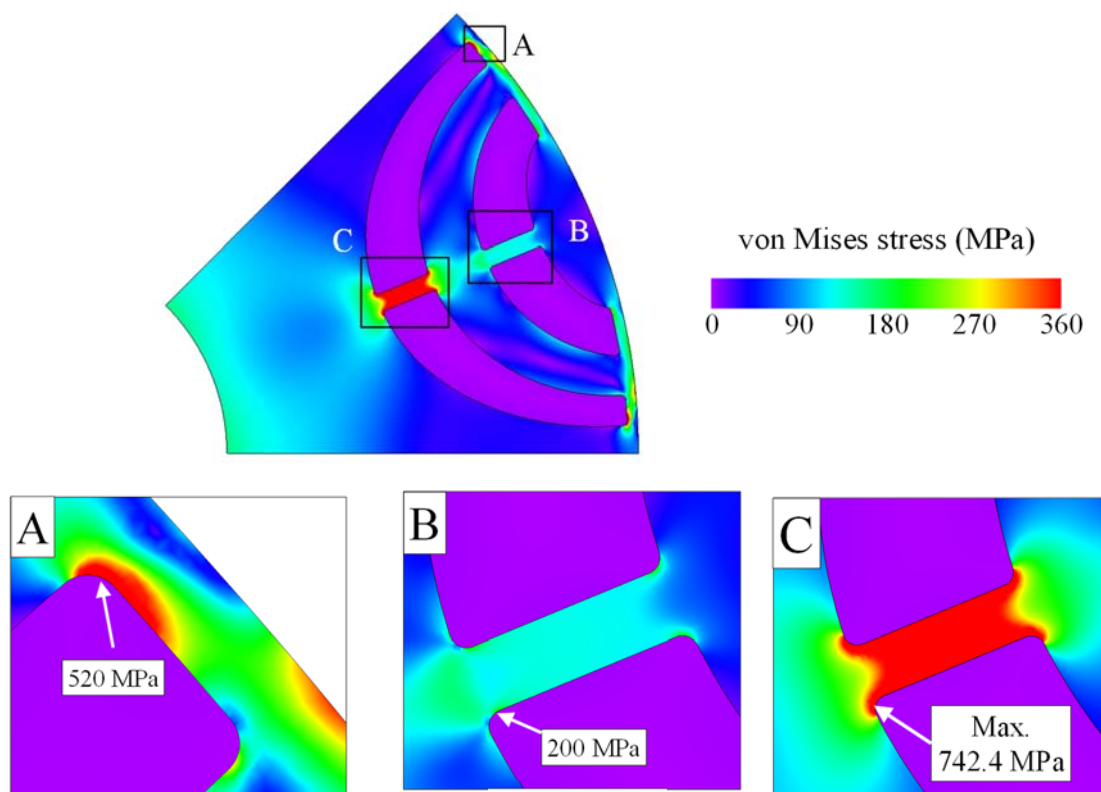 A
B
C
von Mises stress (MPa)
0 90 180 270 360
A
520 MPa
B
200 MPa
C
Max.
742.4 MPa